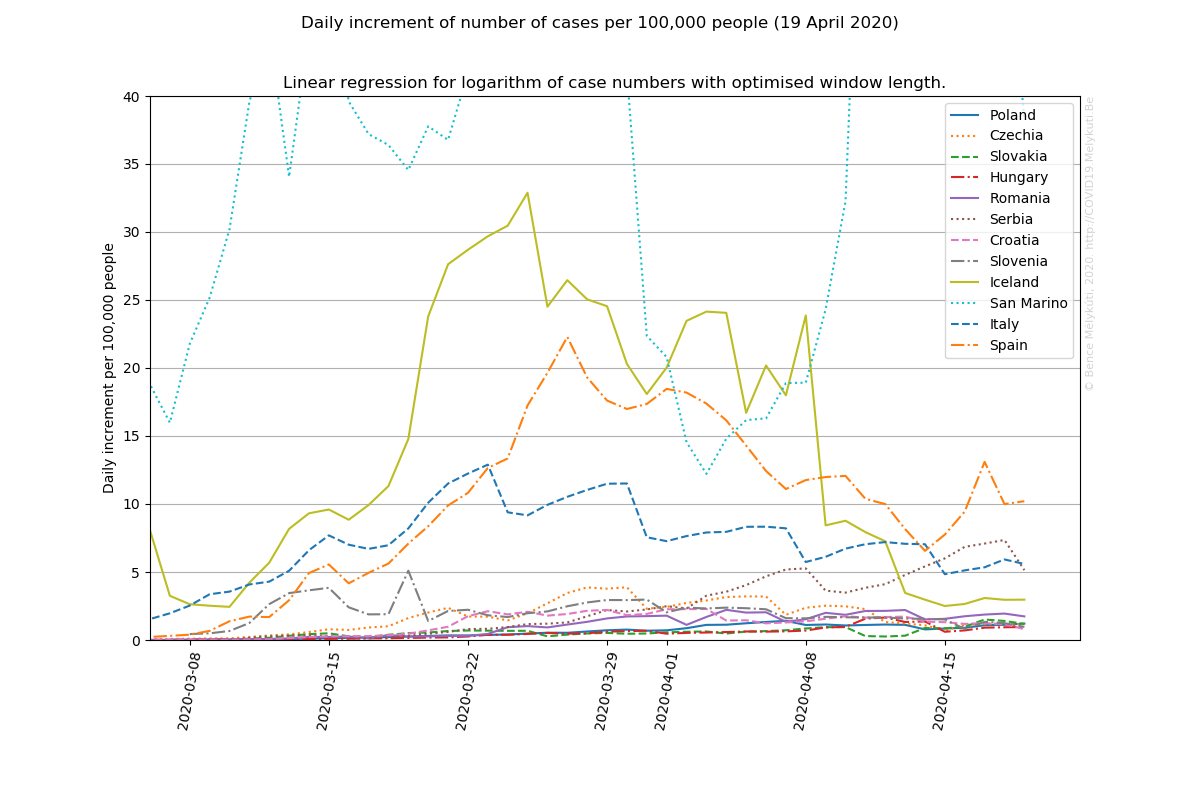 Daily increment of number of cases per 100,000 people (19 April 2020)
Linear regression for logarithm of case numbers with optimised window length.
40
35
30
25
20
15
10
5
0
Daily increment per 100,000 people
Poland
Czechia
Slovakia
Hungary
Romania
Serbia
Croatia
Slovenia
Iceland
San Marino
Italy
Spain
2020-03-08
2020-03-15
2020-03-22
2020-03-29
2020-04-01
2020-04-08
2020-04-15
© Bence Mélykúti, 2020. http://COVID19.Melykuti.Be